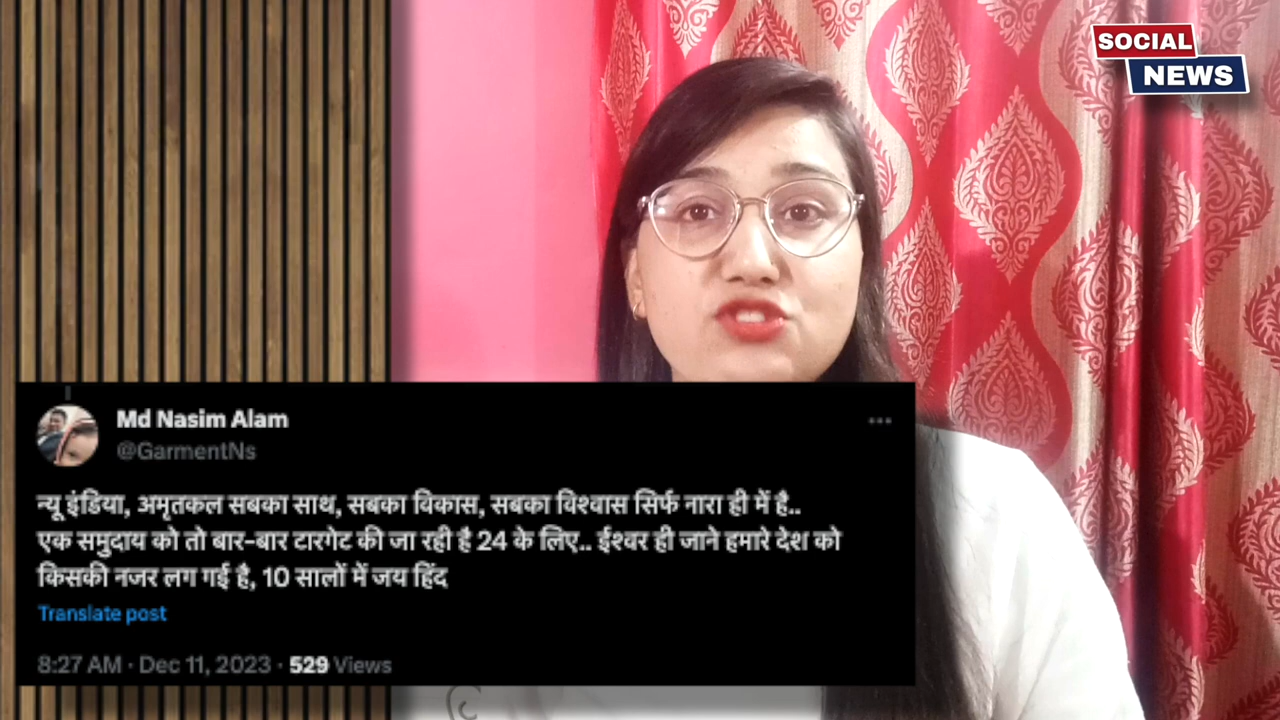 SOCIAL
NEWS
Md Nasim Alam
@GarmentNs
न्यू इंडिया, अमृतकल सबका साथ, सबका विकास, सबका विश्वास सिर्फ नारा ही में है..
एक समुदाय को तो बार-बार टारगेट की जा रही है 24 के लिए.. ईश्वर ही जाने हमारे देश को
किसकी नजर लग गई है, 10 सालों में जय हिंद
Translate post
8:27 AM · Dec 11, 2023 · 529 Views